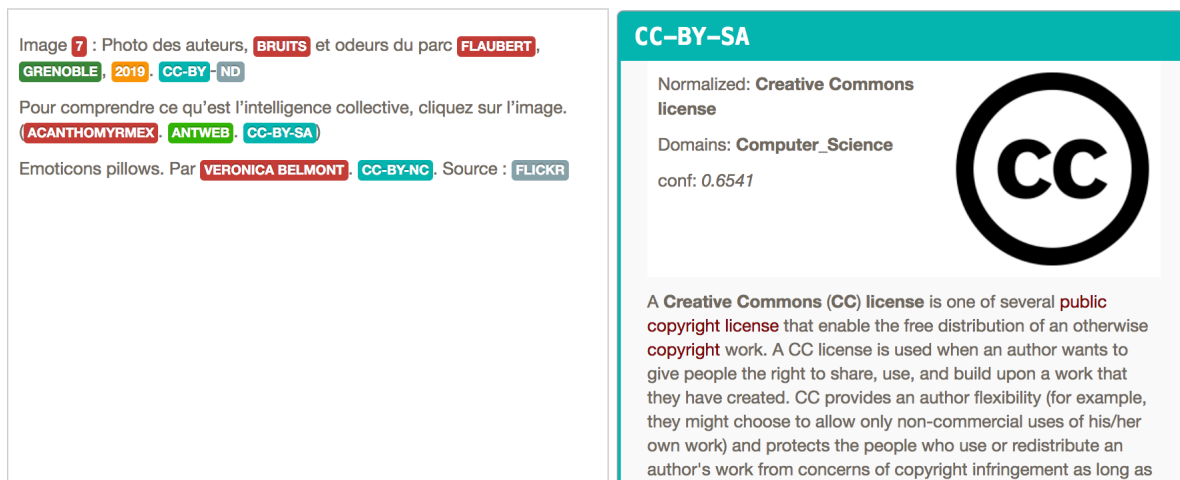 Image 7 : Photo des auteurs, BRUITS et odeurs du parc FLAUBERT,
GRENOBLE, 2019. CC-BY-ND
Pour comprendre ce qu'est l'intelligence collective, cliquez sur l'image.
(ACANTHOMYRMEX. ANTWEB. CC-BY-SA)
Emoticons pillows. Par VERONICA BELMONT. CC-BY-NC. Source : FLICKR
CC-BY-SA
Normalized: Creative Commons
license
Domains: Computer_Science
conf: 0.6541
CC
A Creative Commons (CC) license is one of several public
copyright license that enable the free distribution of an otherwise
copyright work. A CC license is used when an author wants to
give people the right to share, use, and build upon a work that
they have created. CC provides an author flexibility (for example,
they might choose to allow only non-commercial uses of his/her
own work) and protects the people who use or redistribute an
author's work from concerns of copyright infringement as long as